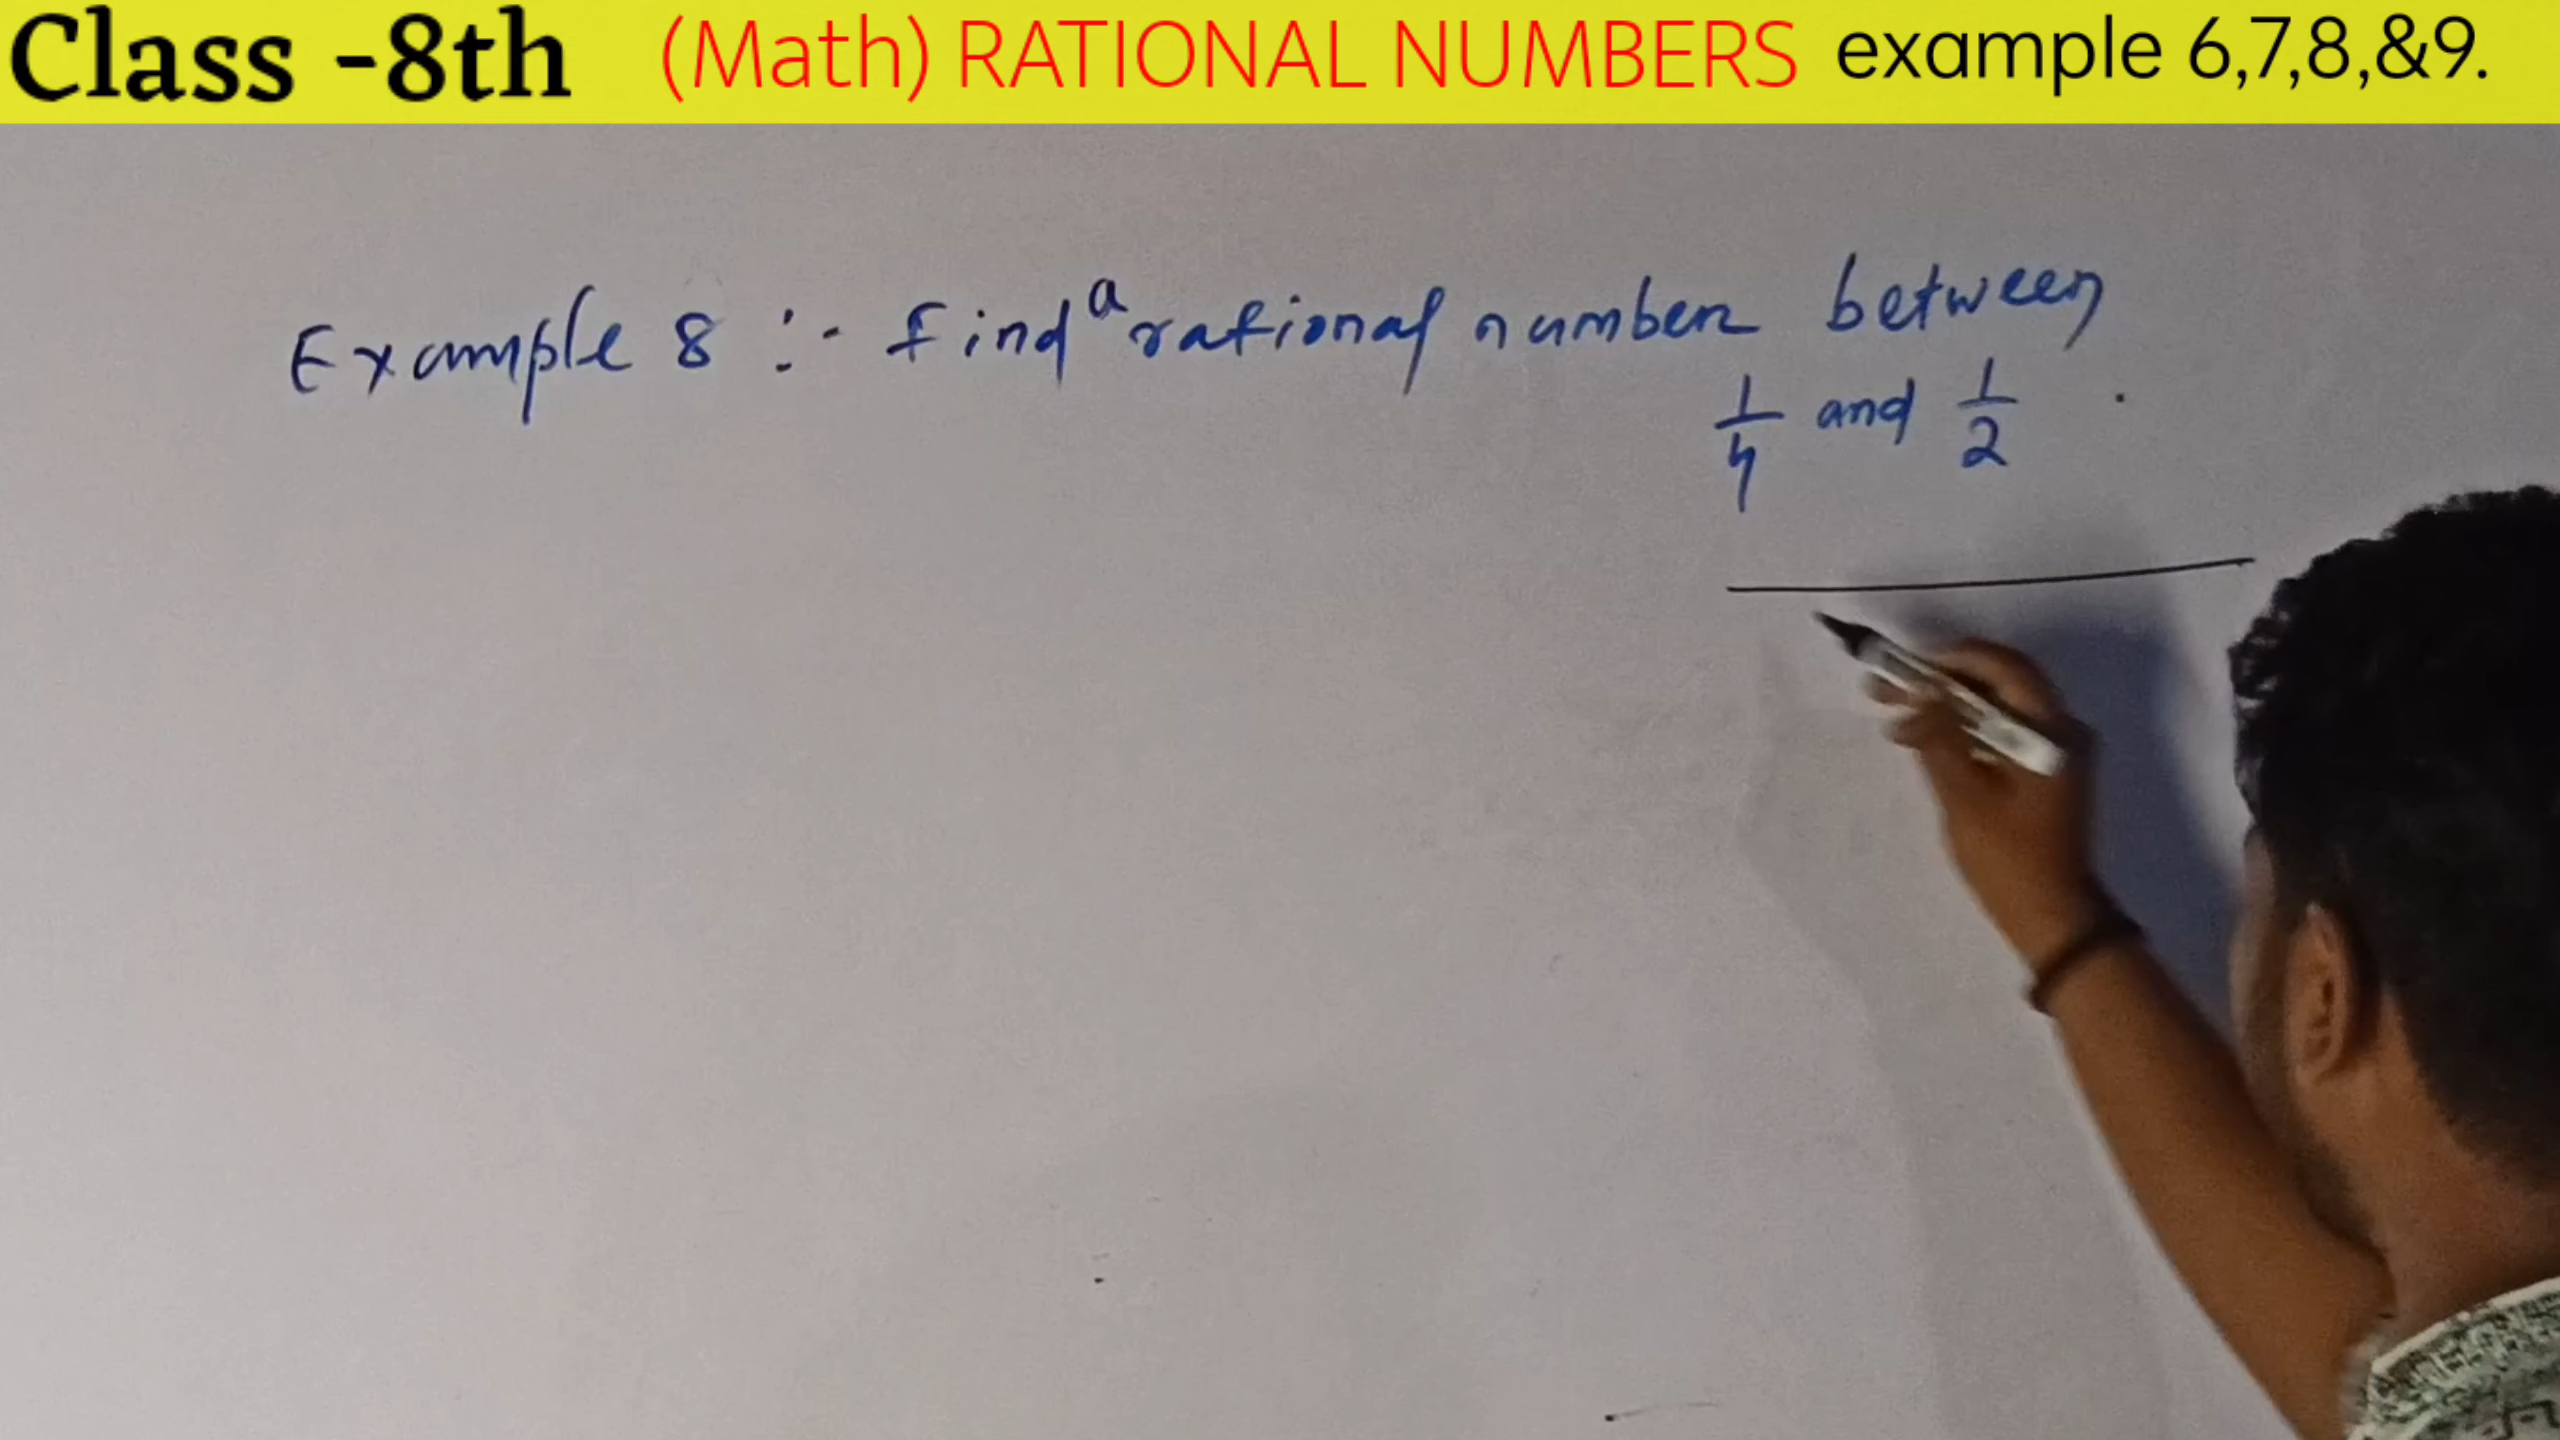 Class -8th (Math) RATIONAL NUMBERS example 6,7,8,&9.
Example 8 :- Find a rational number between
1/4 and 1/2 .